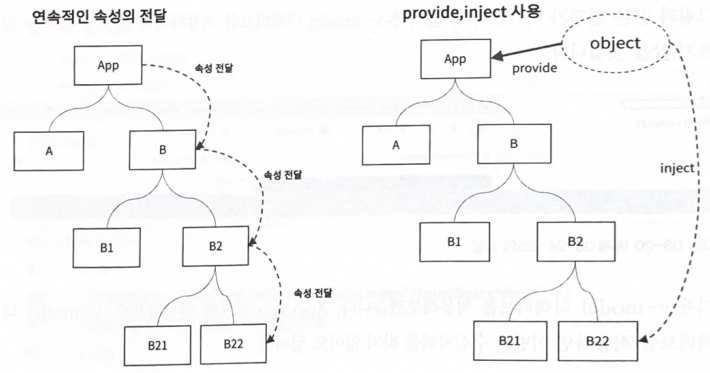 연속적인 속성의 전달
App
속성 전달
A
B
속성 전달
B1
B2
속성 전달
B21
B22
provide,inject 사용
object
App
provide
A
B
inject
B1
B2
B21
B22